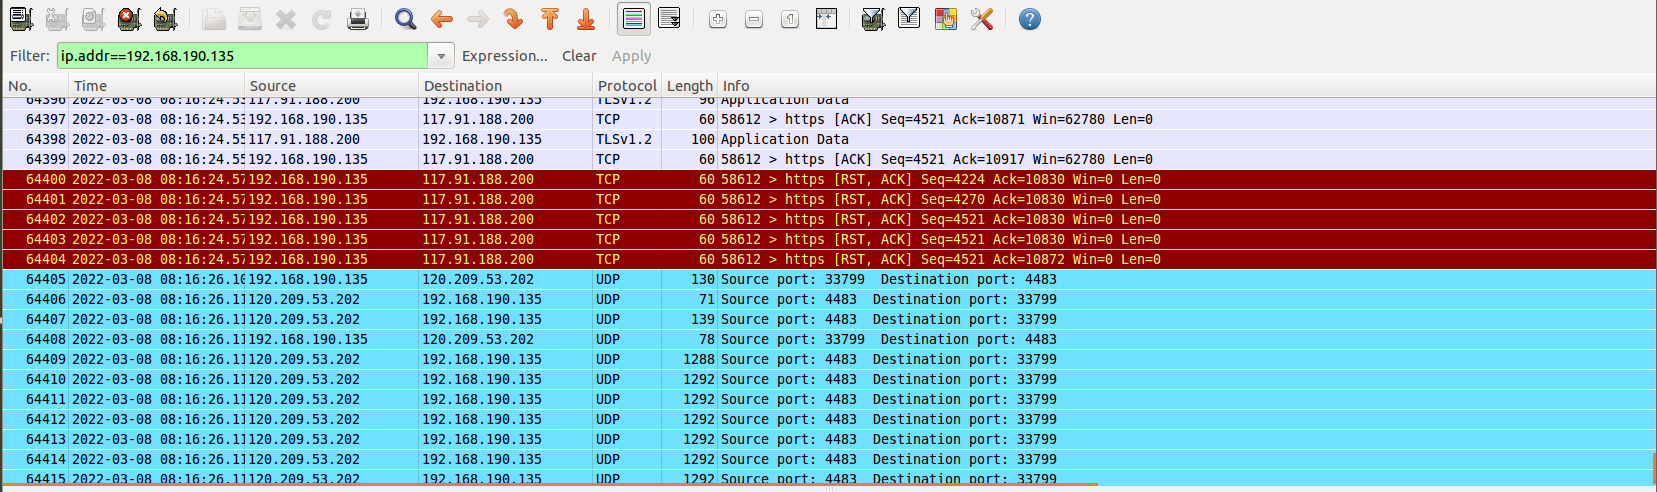 Filter: ip.addr==192.168.190.135 Expression... Clear Apply
No. Time Source Destination Protocol Length Info
64396 2022-03-08 08:16:24.53 117.91.188.200 192.168.190.135 TLSv1.2 96 Application Data
64397 2022-03-08 08:16:24.53 192.168.190.135 117.91.188.200 TCP 60 58612 > https [ACK] Seq=4521 Ack=10871 Win=62780 Len=0
64398 2022-03-08 08:16:24.55 117.91.188.200 192.168.190.135 TLSv1.2 100 Application Data
64399 2022-03-08 08:16:24.55 192.168.190.135 117.91.188.200 TCP 60 58612 > https [ACK] Seq=4521 Ack=10917 Win=62780 Len=0
64400 2022-03-08 08:16:24.57 192.168.190.135 117.91.188.200 TCP 60 58612 > https [RST, ACK] Seq=4224 Ack=10830 Win=0 Len=0
64401 2022-03-08 08:16:24.57 192.168.190.135 117.91.188.200 TCP 60 58612 > https [RST, ACK] Seq=4270 Ack=10830 Win=0 Len=0
64402 2022-03-08 08:16:24.57 192.168.190.135 117.91.188.200 TCP 60 58612 > https [RST, ACK] Seq=4521 Ack=10830 Win=0 Len=0
64403 2022-03-08 08:16:24.57 192.168.190.135 117.91.188.200 TCP 60 58612 > https [RST, ACK] Seq=4521 Ack=10830 Win=0 Len=0
64404 2022-03-08 08:16:24.57 192.168.190.135 117.91.188.200 TCP 60 58612 > https [RST, ACK] Seq=4521 Ack=10872 Win=0 Len=0
64405 2022-03-08 08:16:26.10 192.168.190.135 120.209.53.202 UDP 130 Source port: 33799 Destination port: 4483
64406 2022-03-08 08:16:26.11 120.209.53.202 192.168.190.135 UDP 71 Source port: 4483 Destination port: 33799
64407 2022-03-08 08:16:26.11 120.209.53.202 192.168.190.135 UDP 139 Source port: 4483 Destination port: 33799
64408 2022-03-08 08:16:26.11 192.168.190.135 120.209.53.202 UDP 78 Source port: 33799 Destination port: 4483
64409 2022-03-08 08:16:26.11 120.209.53.202 192.168.190.135 UDP 1288 Source port: 4483 Destination port: 33799
64410 2022-03-08 08:16:26.11 120.209.53.202 192.168.190.135 UDP 1292 Source port: 4483 Destination port: 33799
64411 2022-03-08 08:16:26.11 120.209.53.202 192.168.190.135 UDP 1292 Source port: 4483 Destination port: 33799
64412 2022-03-08 08:16:26.11 120.209.53.202 192.168.190.135 UDP 1292 Source port: 4483 Destination port: 33799
64413 2022-03-08 08:16:26.11 120.209.53.202 192.168.190.135 UDP 1292 Source port: 4483 Destination port: 33799
64414 2022-03-08 08:16:26.11 120.209.53.202 192.168.190.135 UDP 1292 Source port: 4483 Destination port: 33799
64415 2022-03-08 08:16:26.11 120.209.53.202 192.168.190.135 UDP 1292 Source port: 4483 Destination port: 33799